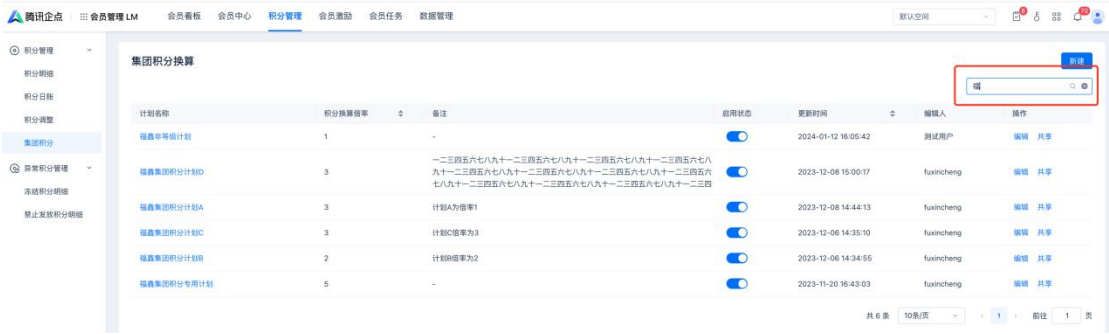 腾讯企点 会员管理 LM 会员看板 会员中心 积分管理 会员激励 会员任务 数据管理 默认空间 70
积分管理
积分明细
积分日账
积分调整
集团积分
异常积分管理
冻结积分明细
禁止发放积分明细
集团积分换算
新建
福
计划名称 积分换算倍率 备注 启用状态 更新时间 编辑人 操作
福鑫非等级计划 1 - 2024-01-12 16:05:42 测试用户 编辑 共享
福鑫集团积分计划D 3 一二三四五六七八九十一二三四五六七八九十一二三四五六七八九十一二三四五六七八
九十一二三四五六七八九十一二三四五六七八九十一二三四五六七八九十一二三四五六
七八九十一二三四五六七八九十一二三四五六七八九十一二三四五六七八九十一二三四 2023-12-08 15:00:17 fuxincheng 编辑 共享
福鑫集团积分计划A 3 计划A为倍率1 2023-12-08 14:44:13 fuxincheng 编辑 共享
福鑫集团积分计划C 3 计划C倍率为3 2023-12-06 14:35:10 fuxincheng 编辑 共享
福鑫集团积分计划B 2 计划B倍率为2 2023-12-06 14:34:55 fuxincheng 编辑 共享
福鑫集团积分专用计划 5 - 2023-11-20 16:43:03 fuxincheng 编辑 共享
共 6 条 10条/页 1 前往 1 页